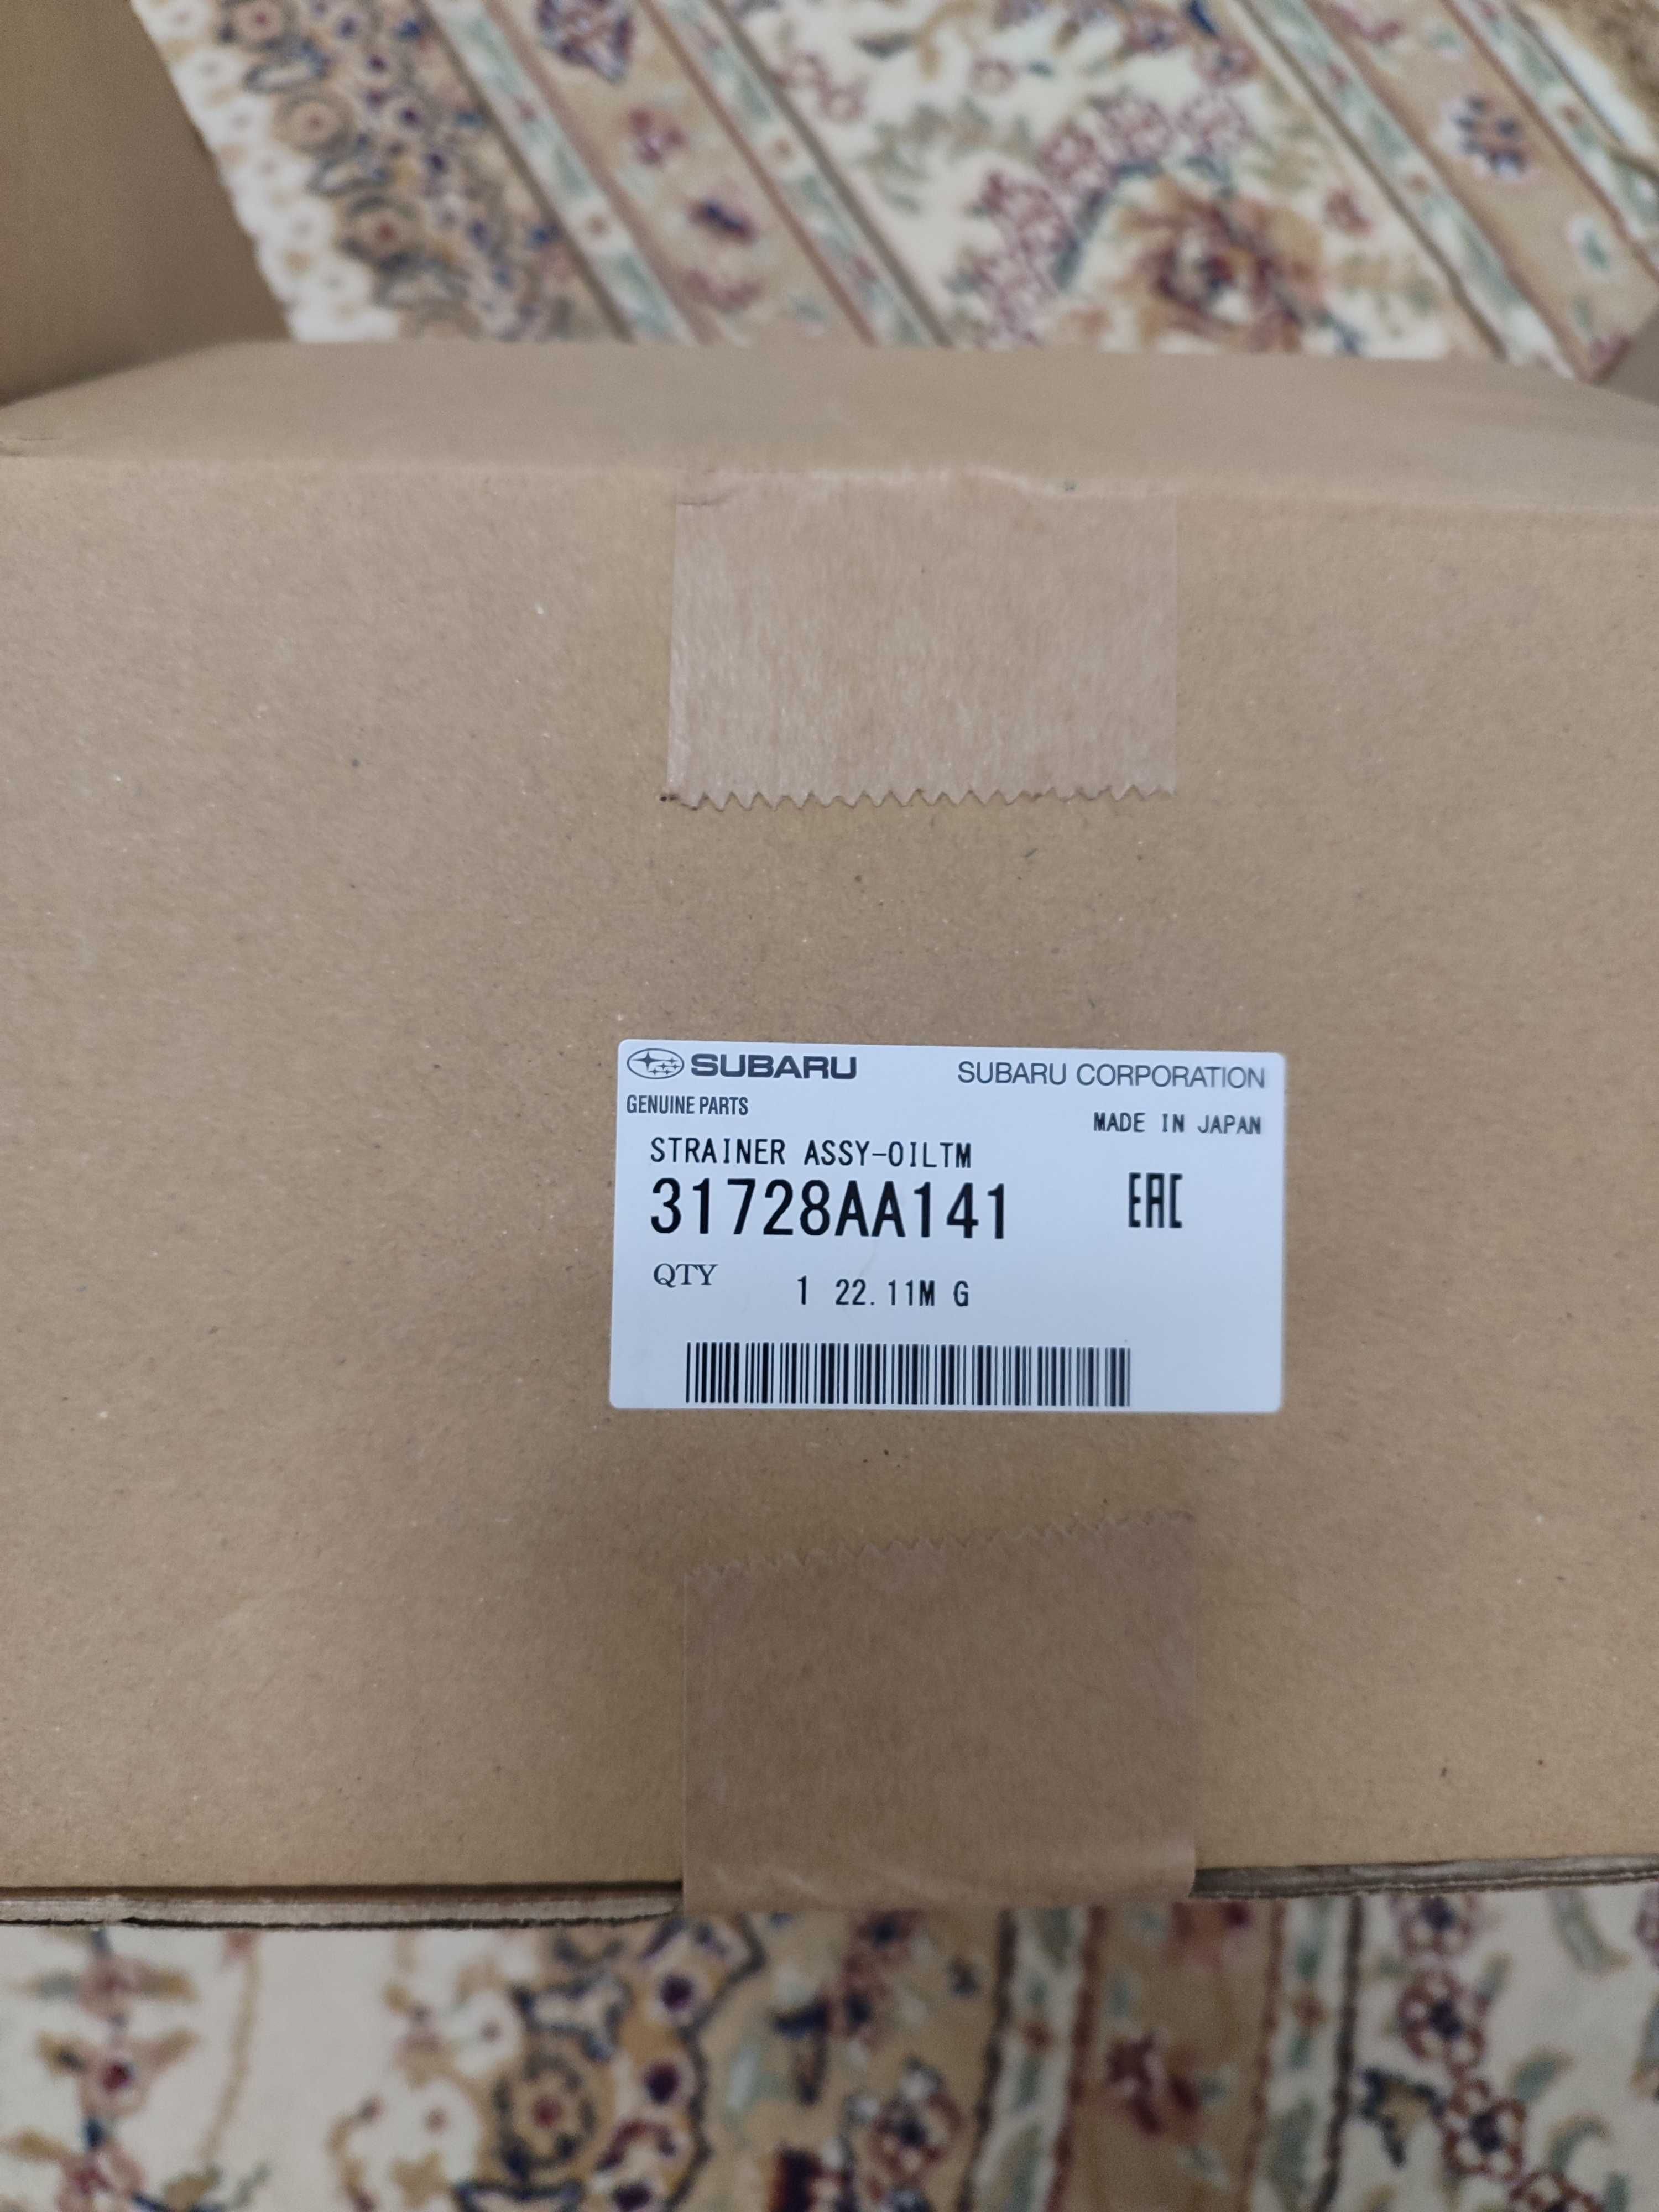 SUBARU SUBARU CORPORATION
GENUINE PARTS
MADE IN JAPAN
STRAINER ASSY-OILTM
31728AA141
EAC
QTY 1 22.11M G